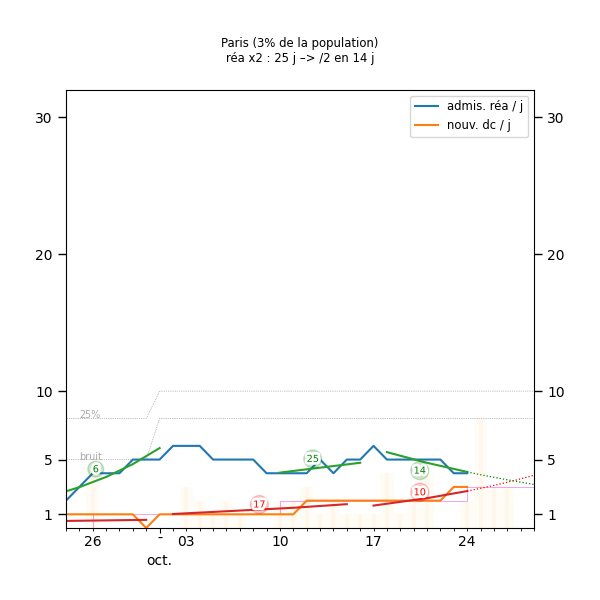 Paris (3% de la population)
réa x2 : 25 j –> /2 en 14 j
admis. réa / j
nouv. dc / j
30 30
20 20
10 10
25%
bruit
5 5
6 25 14
17 10
1 1
26 - 03 10 17 24
oct.